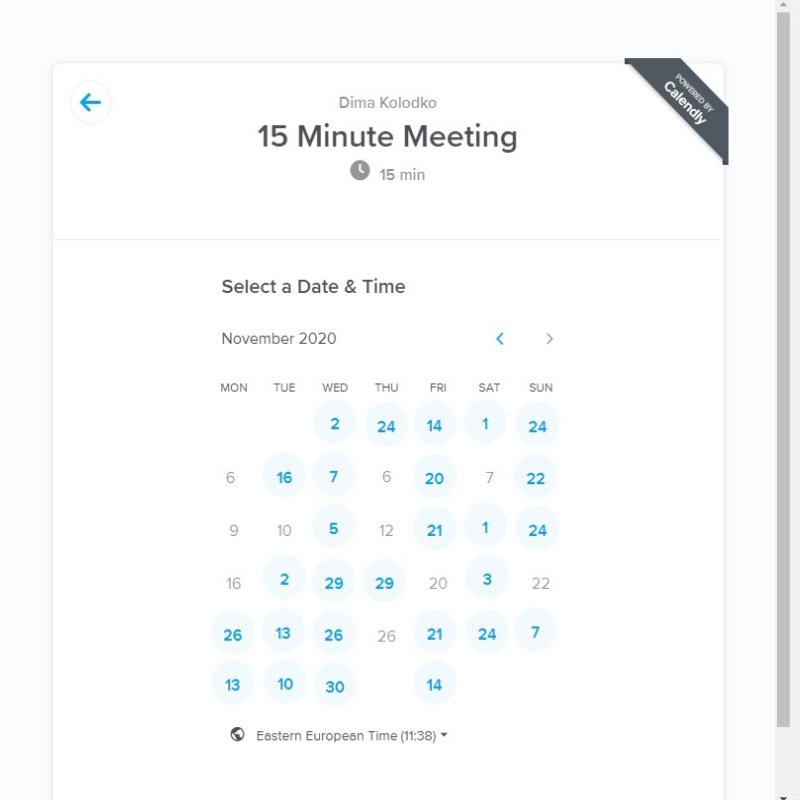 POWERED BY
Calendly
Dima Kolodko
15 Minute Meeting
15 min
Select a Date & Time
November 2020
MON TUE WED THU FRI SAT SUN
2 24 14 1 24
6 16 7 6 20 7 22
9 10 5 12 21 1 24
16 2 29 29 20 3 22
26 13 26 26 21 24 7
13 10 30 14
Eastern European Time (11:38)